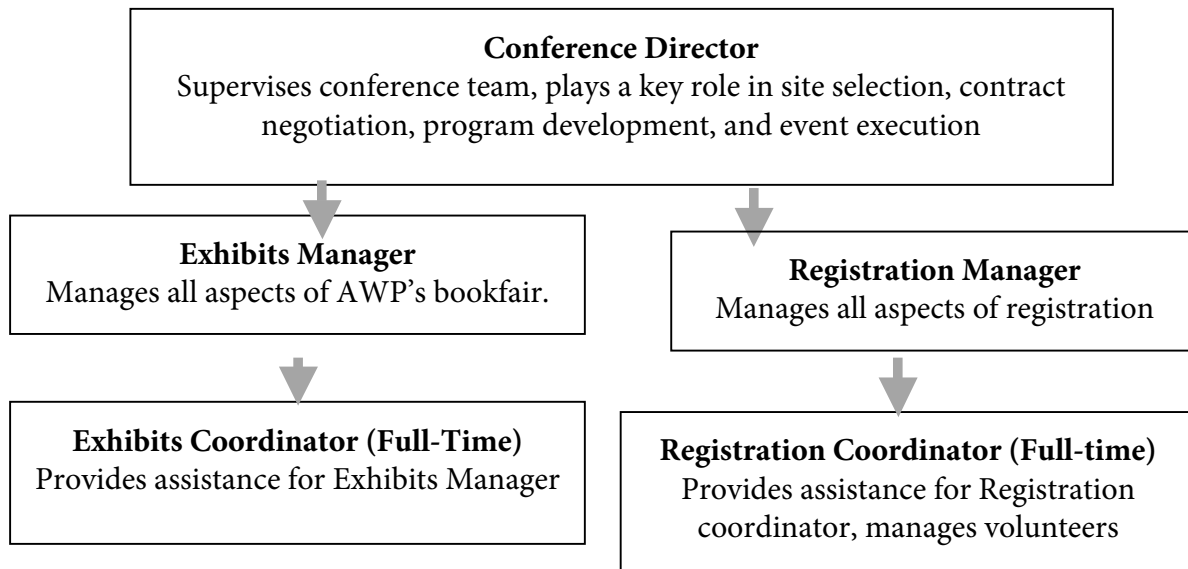 Conference Director
Supervises conference team, plays a key role in site selection, contract
negotiation, program development, and event execution
Exhibits Manager
Manages all aspects of AWP’s bookfair.
Registration Manager
Manages all aspects of registration
Exhibits Coordinator (Full-Time)
Provides assistance for Exhibits Manager
Registration Coordinator (Full-time)
Provides assistance for Registration
coordinator, manages volunteers